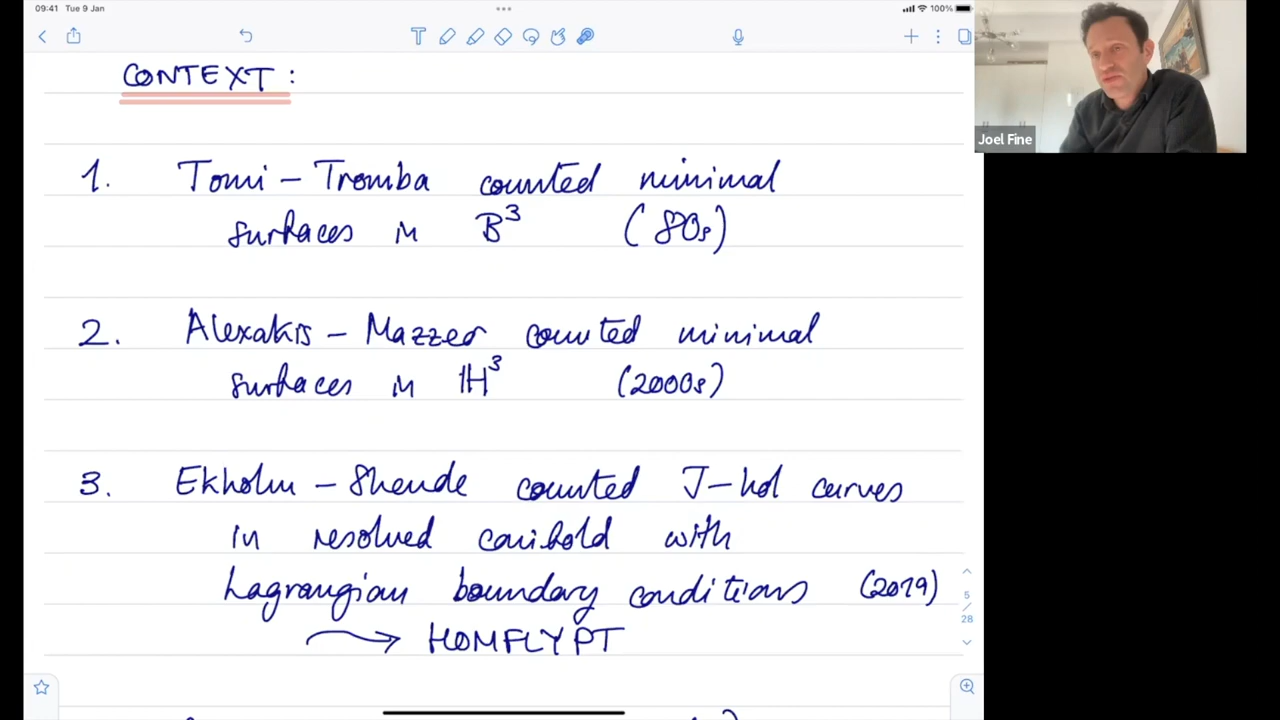 09:41 Tue 9 Jan
100%
CONTEXT:
Joel Fine
1. Tomi - Tromba counted minimal
surfaces in B³ (80s)
2. Alexakis - Mazzeo counted minimal
surfaces in H³ (2000s)
3. Ekholm - Shende counted J-hol curves
in resolved conifold with
Lagrangian boundary conditions (2019)
→ HOMFLYPT
5
/
28